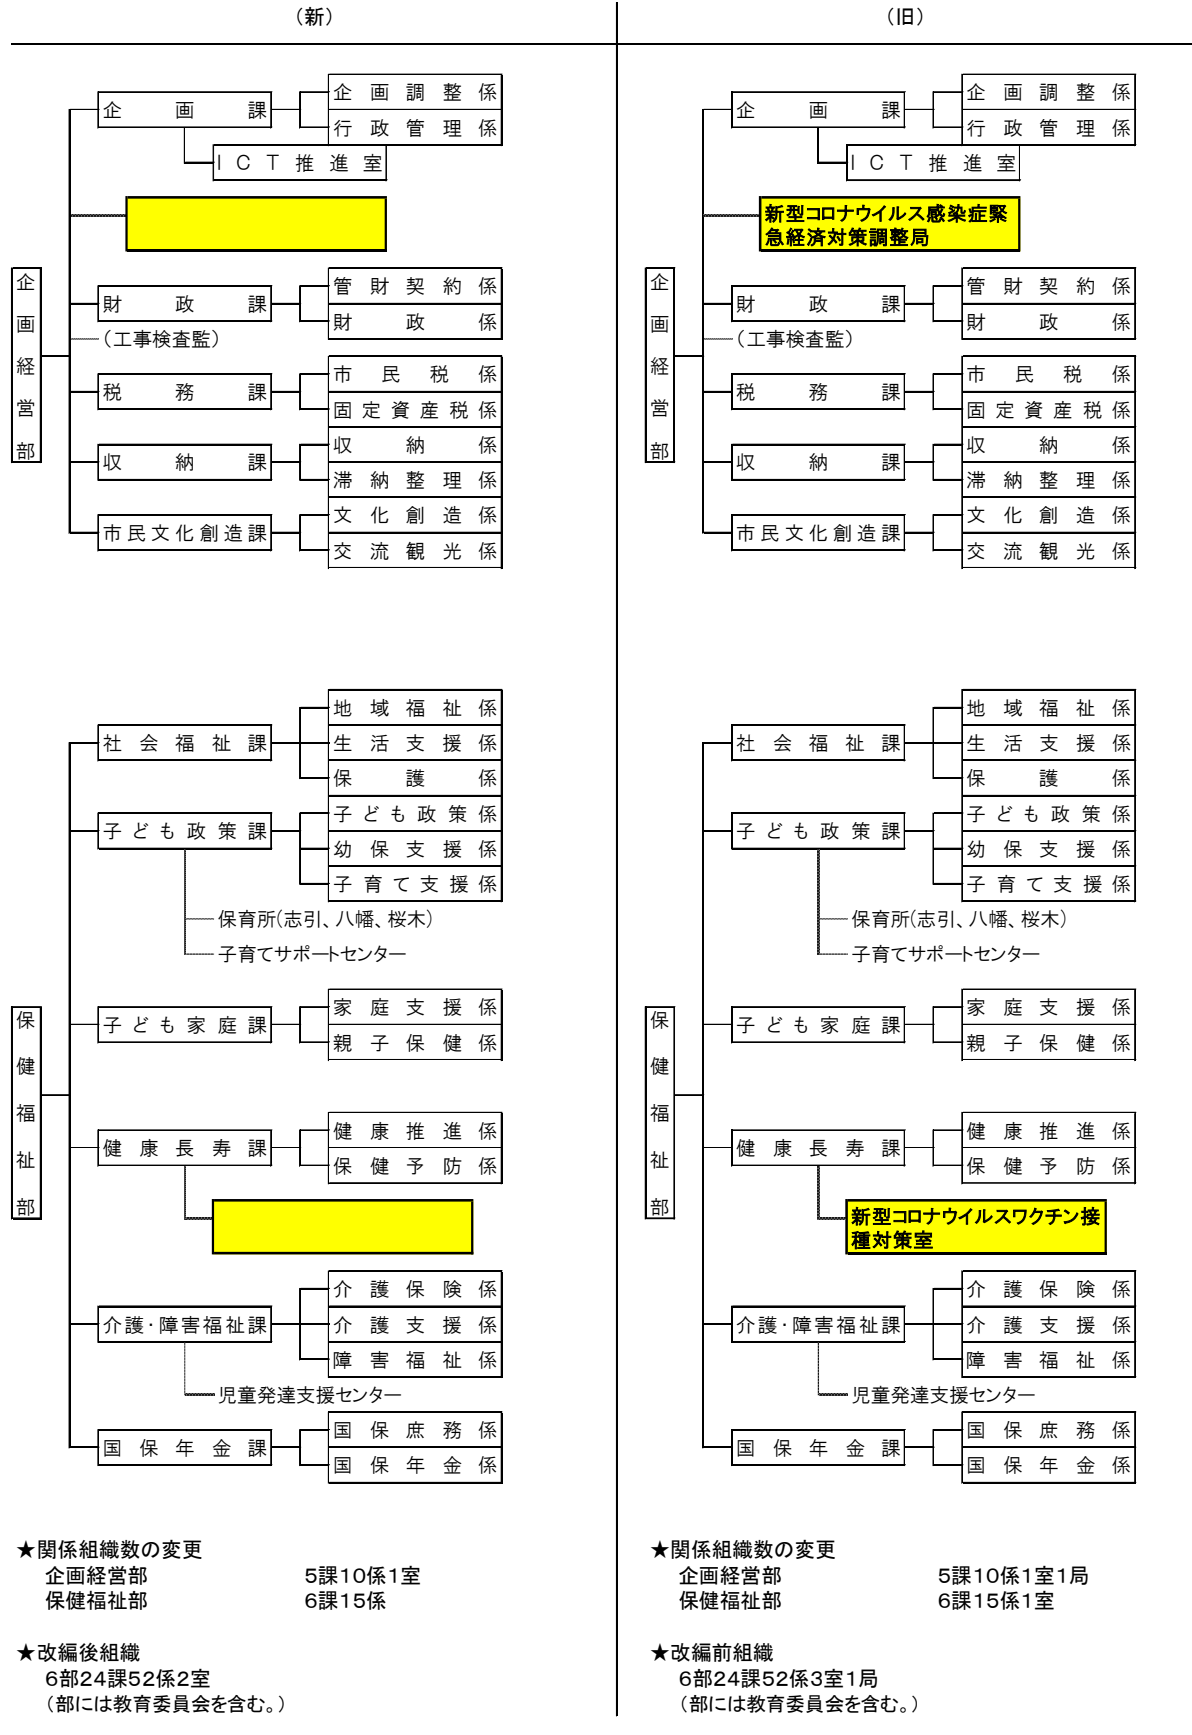 （新）
企画課
企画調整係
行政管理係
ＩＣＴ推進室
企画経営部
財政課
管財契約係
財政係
（工事検査監）
税務課
市民税係
固定資産税係
収納課
収納係
滞納整理係
市民文化創造課
文化創造係
交流観光係
社会福祉課
地域福祉係
生活支援係
保護係
子ども政策課
子ども政策係
幼保支援係
子育て支援係
保育所(志引、八幡、桜木)
子育てサポートセンター
保健福祉部
子ども家庭課
家庭支援係
親子保健係
健康長寿課
健康推進係
保健予防係
介護・障害福祉課
介護保険係
介護支援係
障害福祉係
児童発達支援センター
国保年金課
国保庶務係
国保年金係
★関係組織数の変更
企画経営部 5課10係1室
保健福祉部 6課15係
★改編後組織
6部24課52係2室
（部には教育委員会を含む。）
（旧）
企画課
企画調整係
行政管理係
ＩＣＴ推進室
新型コロナウイルス感染症緊
急経済対策調整局
企画経営部
財政課
管財契約係
財政係
（工事検査監）
税務課
市民税係
固定資産税係
収納課
収納係
滞納整理係
市民文化創造課
文化創造係
交流観光係
社会福祉課
地域福祉係
生活支援係
保護係
子ども政策課
子ども政策係
幼保支援係
子育て支援係
保育所(志引、八幡、桜木)
子育てサポートセンター
保健福祉部
子ども家庭課
家庭支援係
親子保健係
健康長寿課
健康推進係
保健予防係
新型コロナウイルスワクチン接
種対策室
介護・障害福祉課
介護保険係
介護支援係
障害福祉係
児童発達支援センター
国保年金課
国保庶務係
国保年金係
★関係組織数の変更
企画経営部 5課10係1室1局
保健福祉部 6課15係1室
★改編前組織
6部24課52係3室1局
（部には教育委員会を含む。）